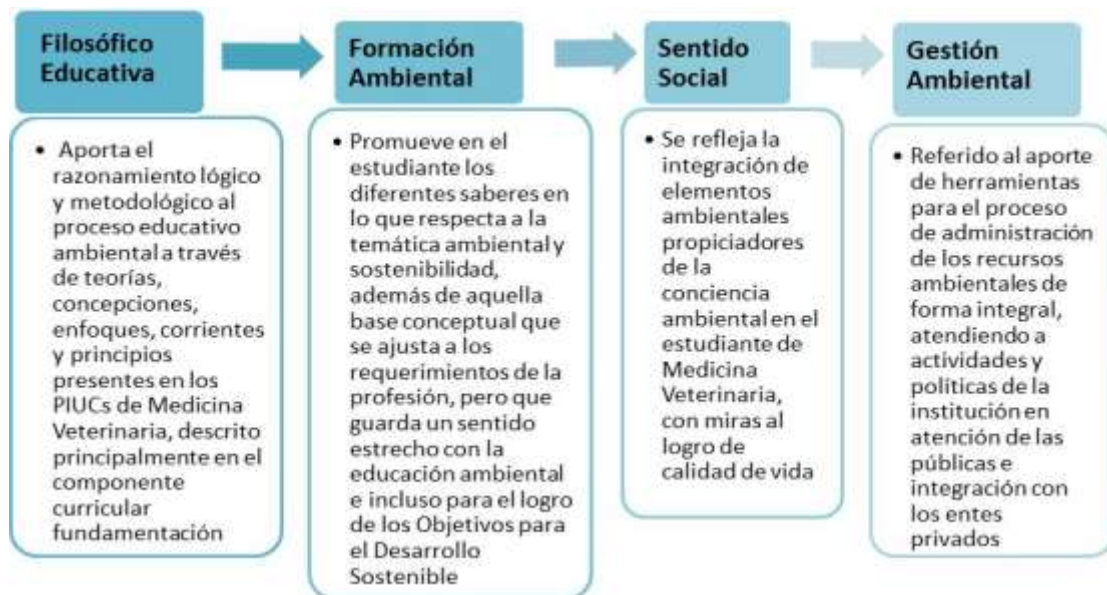 Filosófico
Educativa
• Aporta el
razonamiento lógico
y metodológico al
proceso educativo
ambiental a través
de teorías,
concepciones,
enfoques, corrientes
y principios
presentes en los
PIUCs de Medicina
Veterinaria, descrito
principalmente en el
componente
curricular
fundamentación
Formación
Ambiental
• Promueve en el
estudiante los
diferentes saberes en
lo que respecta a la
temática ambiental y
sostenibilidad,
además de aquella
base conceptual que
se ajusta a los
requerimientos de la
profesión, pero que
guarda un sentido
estrecho con la
educación ambiental
e incluso para el logro
de los Objetivos para
el Desarrollo
Sostenible
Sentido
Social
• Se refleja la
integración de
elementos
ambientales
propiciadores
de la
conciencia
ambiental en el
estudiante de
Medicina
Veterinaria,
con miras al
logro de
calidad de vida
Gestión
Ambiental
• Referido al aporte
de herramientas
para el proceso
de administración
de los recursos
ambientales de
forma integral,
atendiendo a
actividades y
políticas de la
institución en
atención de las
públicas e
integración con
los entes
privados